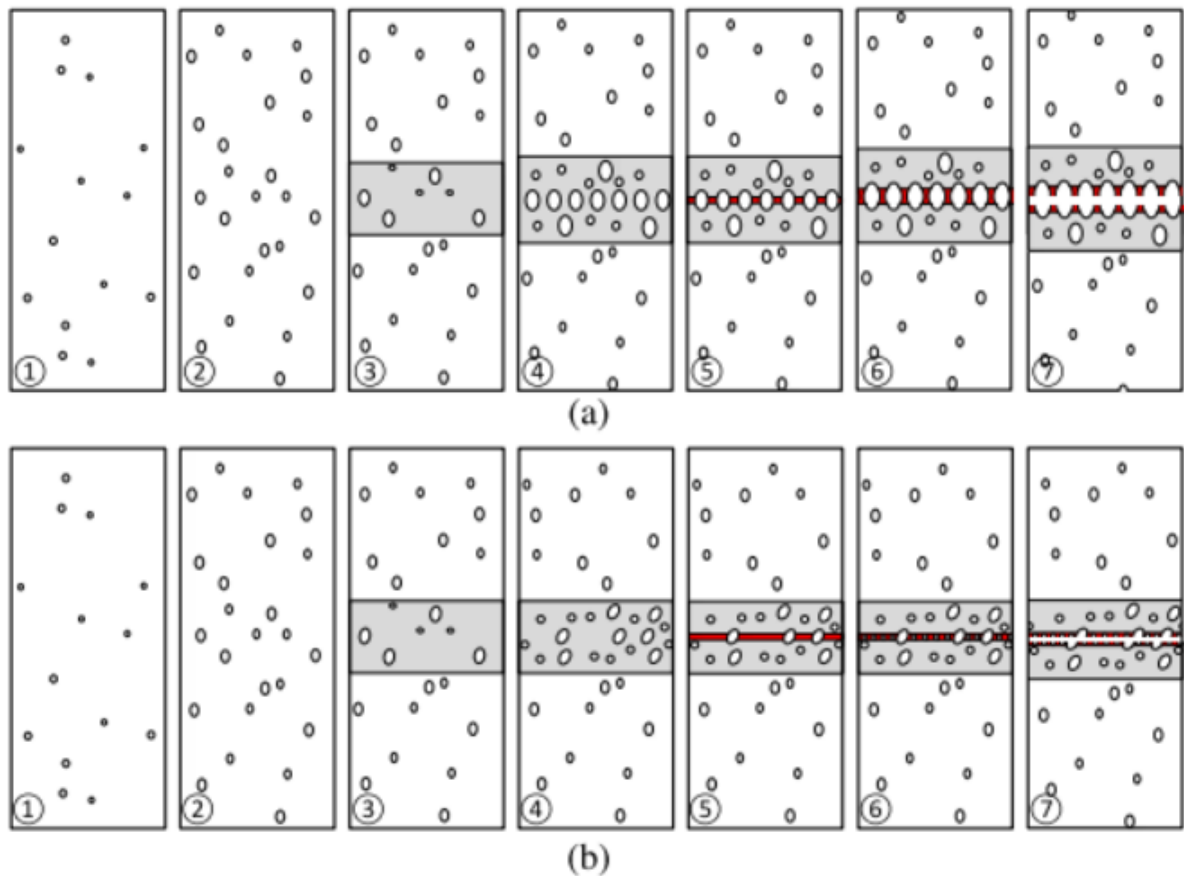 ① ② ③ ④ ⑤ ⑥ ⑦
(a)
① ② ③ ④ ⑤ ⑥ ⑦
(b)